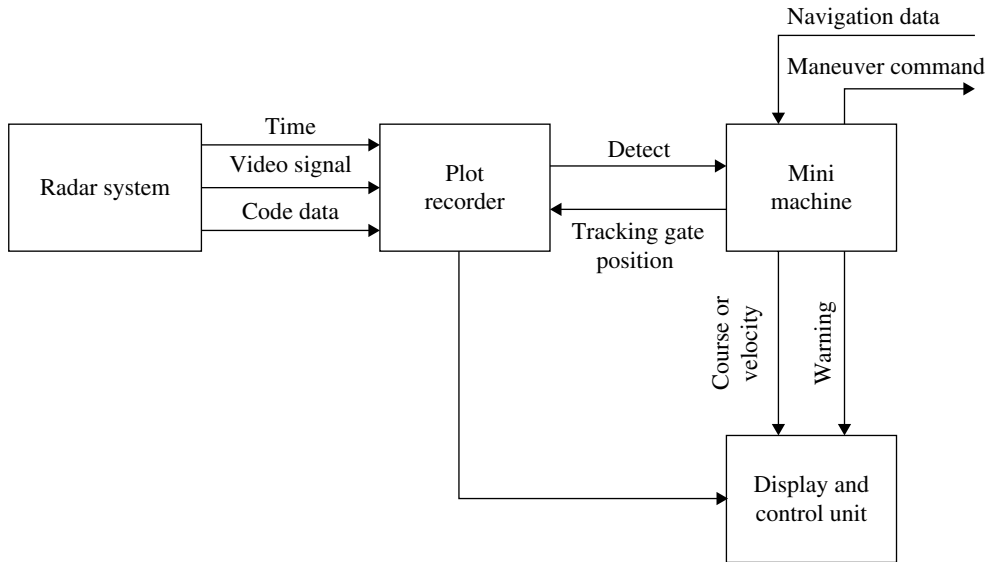 Navigation data
Maneuver command
Radar system
Time
Video signal
Code data
Plot
recorder
Detect
Tracking gate
position
Mini
machine
Course or
velocity
Warning
Display and
control unit